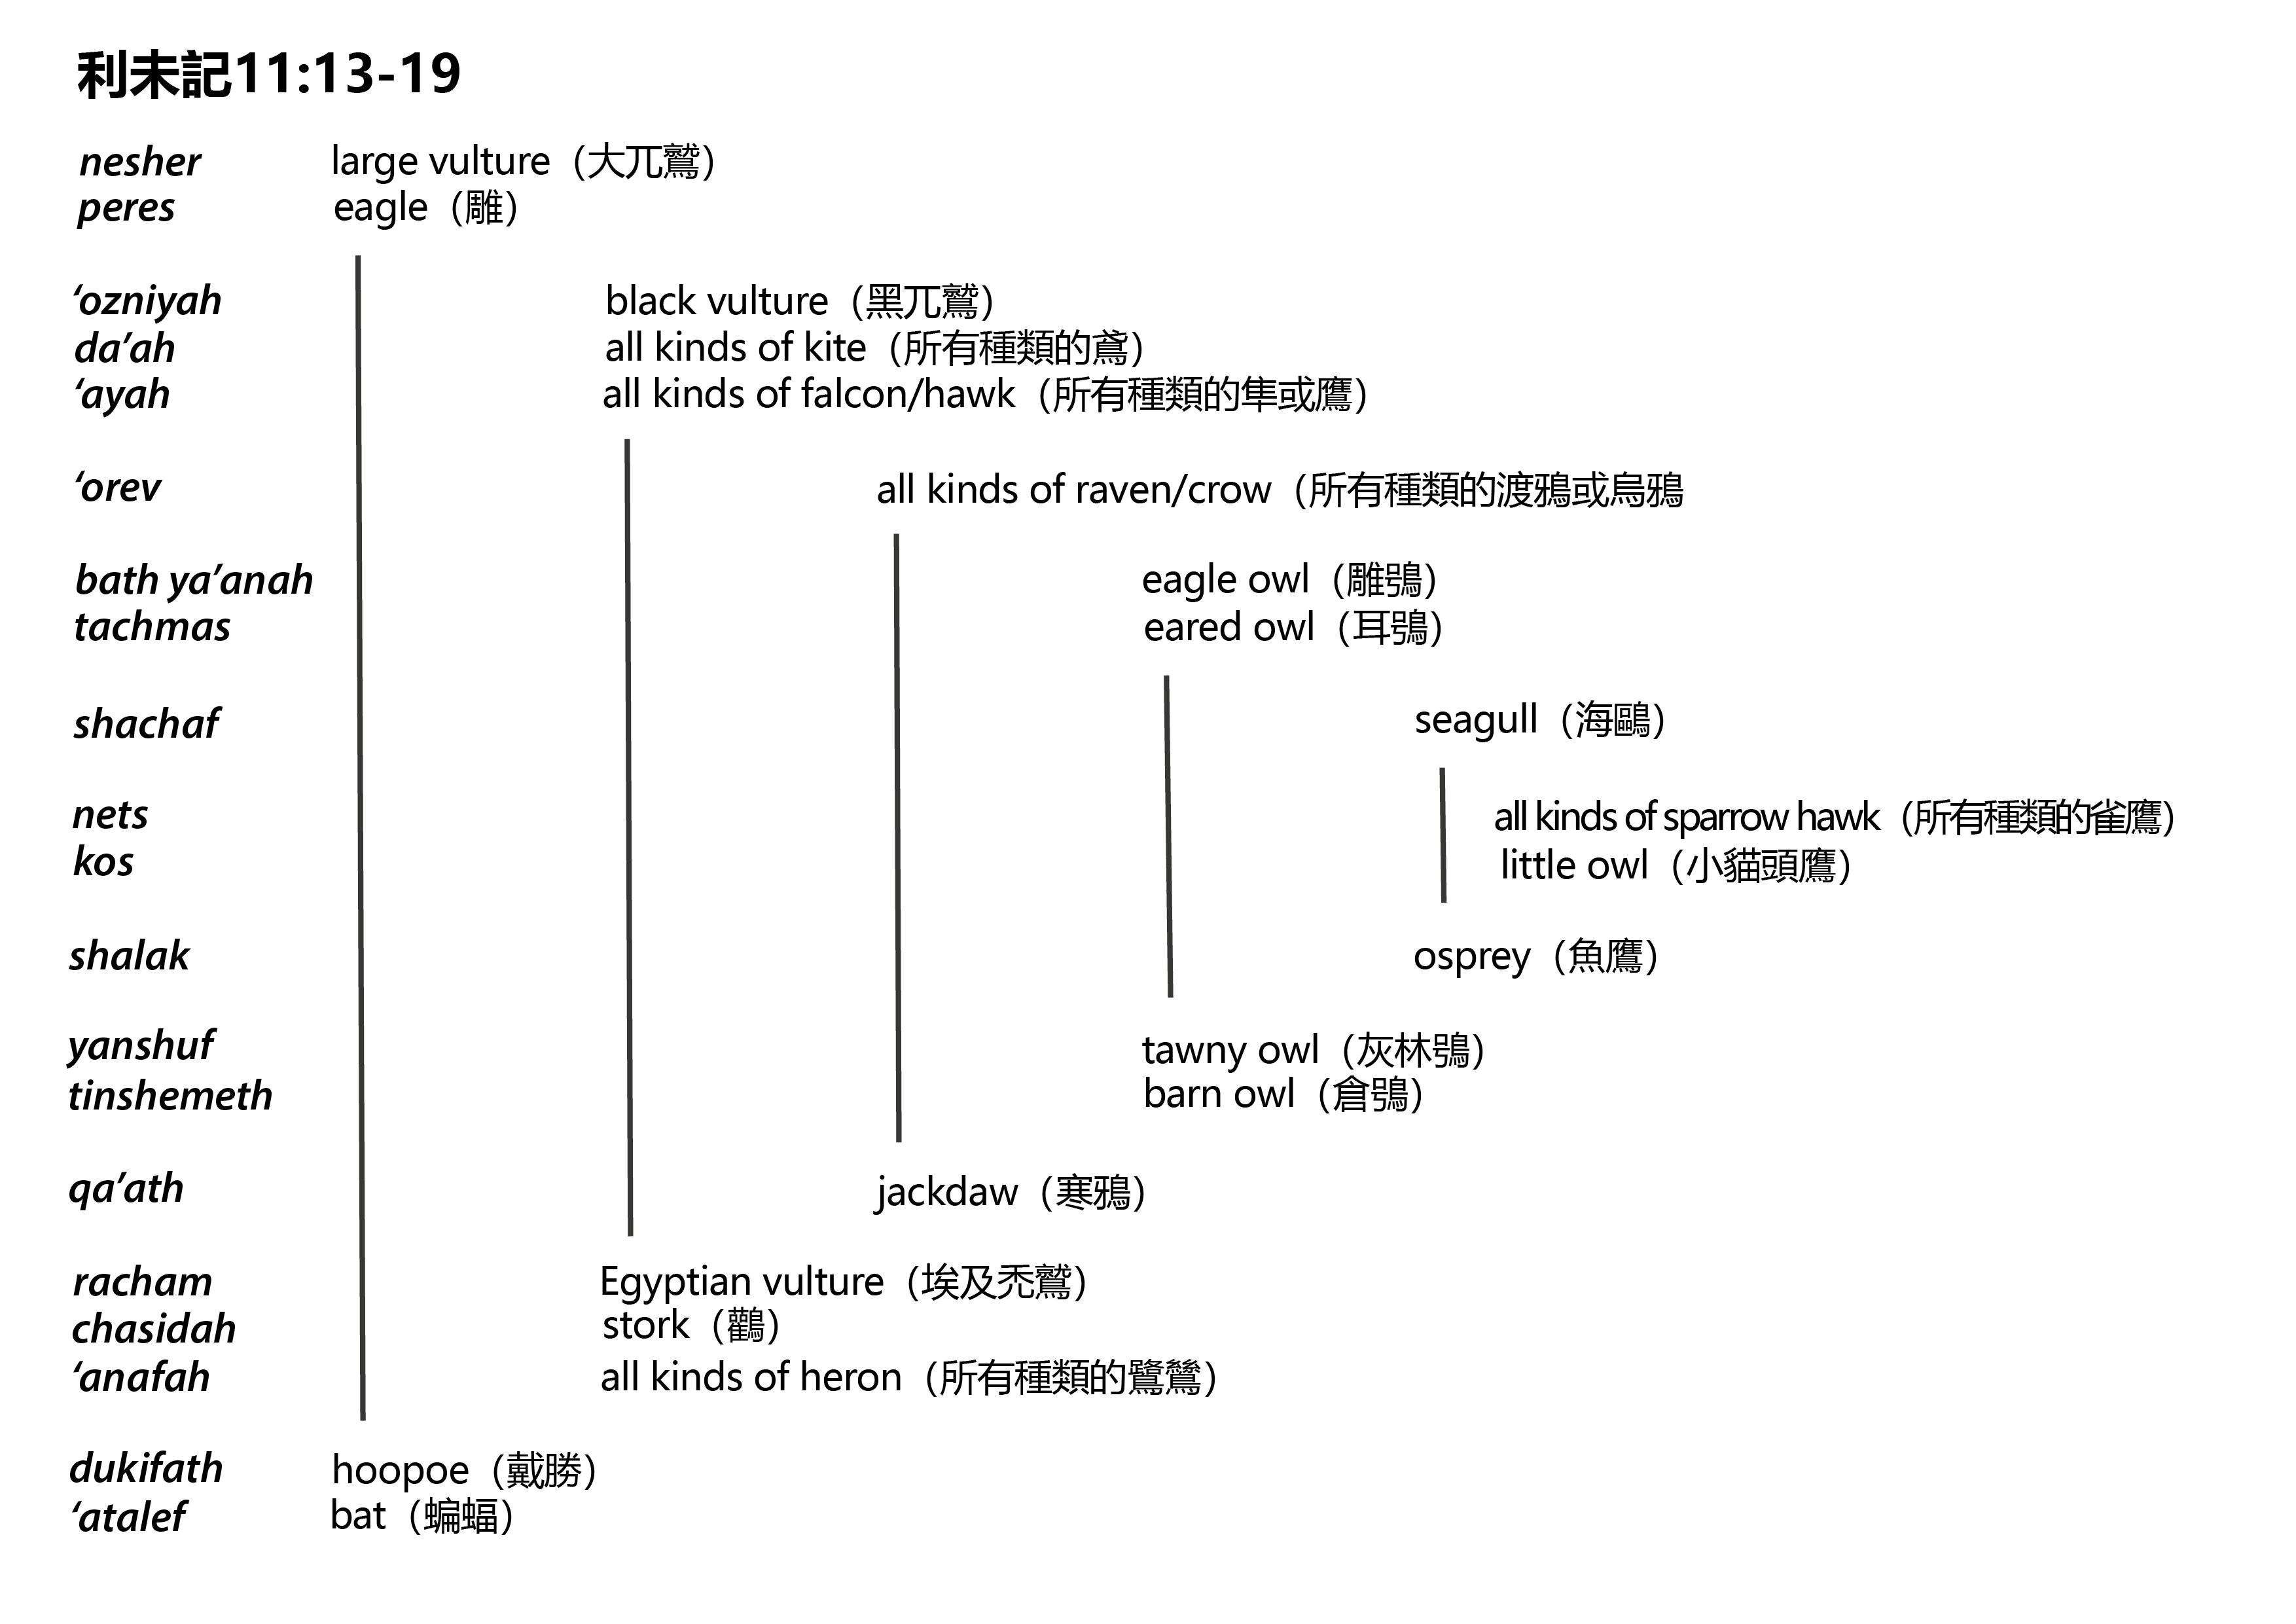 利未記11:13-19
nesher large vulture（大兀鷲）
peres eagle（雕）
‘ozniyah black vulture（黑兀鷲）
da’ah all kinds of kite（所有種類的鳶）
‘ayah all kinds of falcon/hawk（所有種類的隼或鷹）
‘orev all kinds of raven/crow（所有種類的渡鴉或烏鴉
bath ya’anah eagle owl（雕鴞）
tachmas eared owl（耳鴞）
shachaf seagull（海鷗）
nets all kinds of sparrow hawk（所有種類的雀鷹）
kos little owl（小貓頭鷹）
shalak osprey（魚鷹）
yanshuf tawny owl（灰林鴞）
tinshemeth barn owl（倉鴞）
qa’ath jackdaw（寒鴉）
racham Egyptian vulture（埃及禿鷲）
chasidah stork（鸛）
‘anafah all kinds of heron（所有種類的鷺鷥）
dukifath hoopoe（戴勝）
‘atalef bat（蝙蝠）